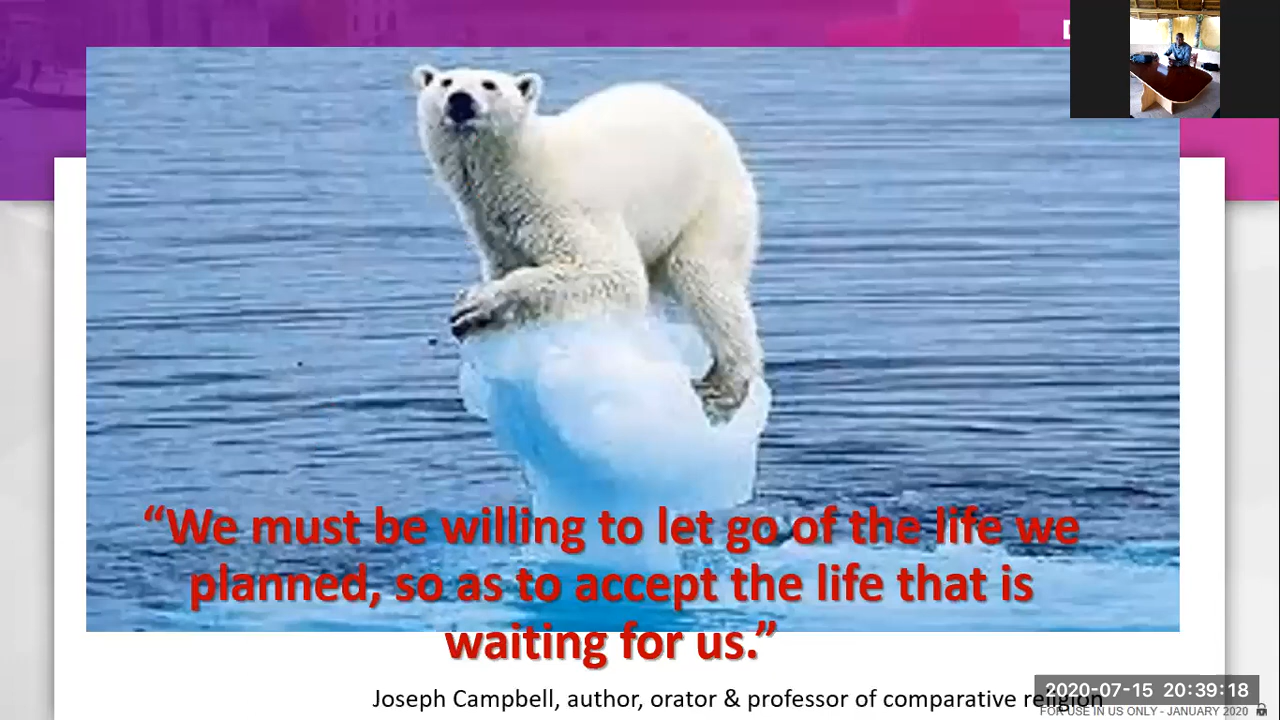 “We must be willing to let go of the life we
planned, so as to accept the life that is
waiting for us.”
Joseph Campbell, author, orator & professor of comparative religion
2020-07-15 20:39:18
FOR USE IN US ONLY - JANUARY 2020